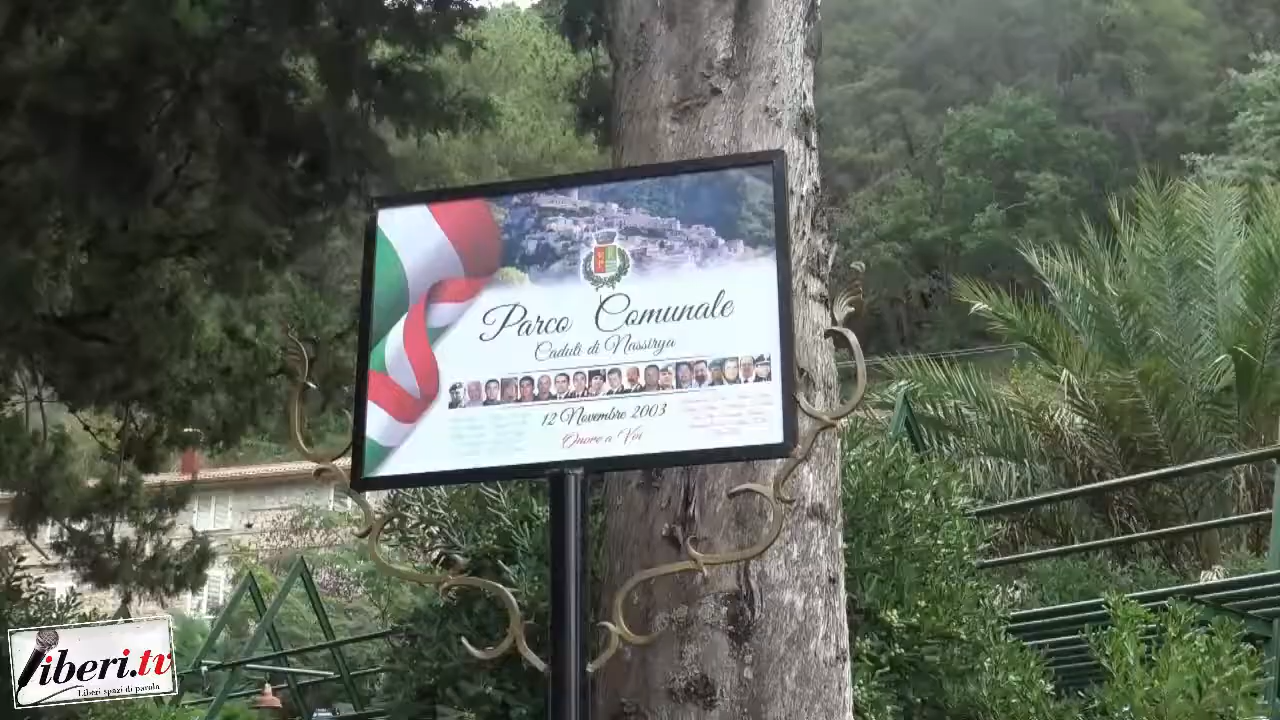 Parco Comunale
Caduti di Nassirya
12 Novembre 2003
Onore a Voi
Liberi.tv
Liberi spazi di parola